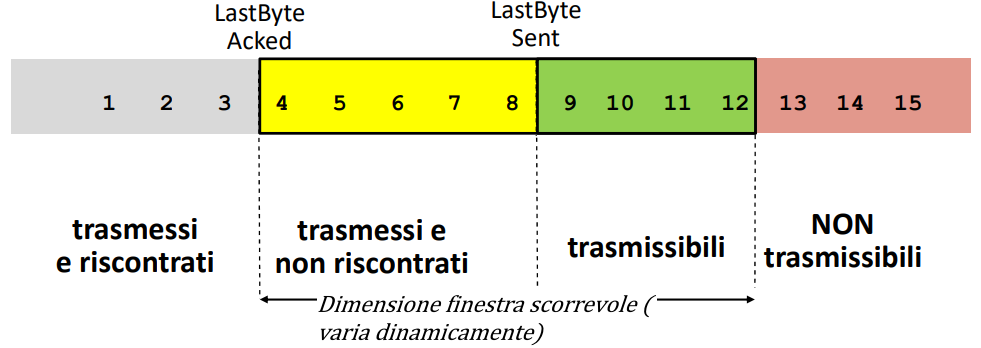 LastByte
Acked
LastByte
Sent
1 2 3 4 5 6 7 8 9 10 11 12 13 14 15
trasmessi
e riscontrati
trasmessi e
non riscontrati
trasmissibili
NON
trasmissibili
Dimensione finestra scorrevole (
varia dinamicamente)